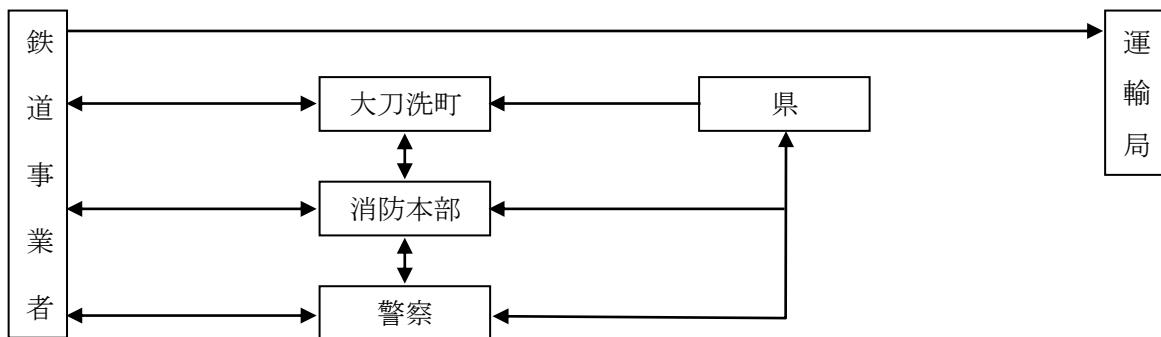 鉄道事業者
運輸局
大刀洗町
県
消防本部
警察